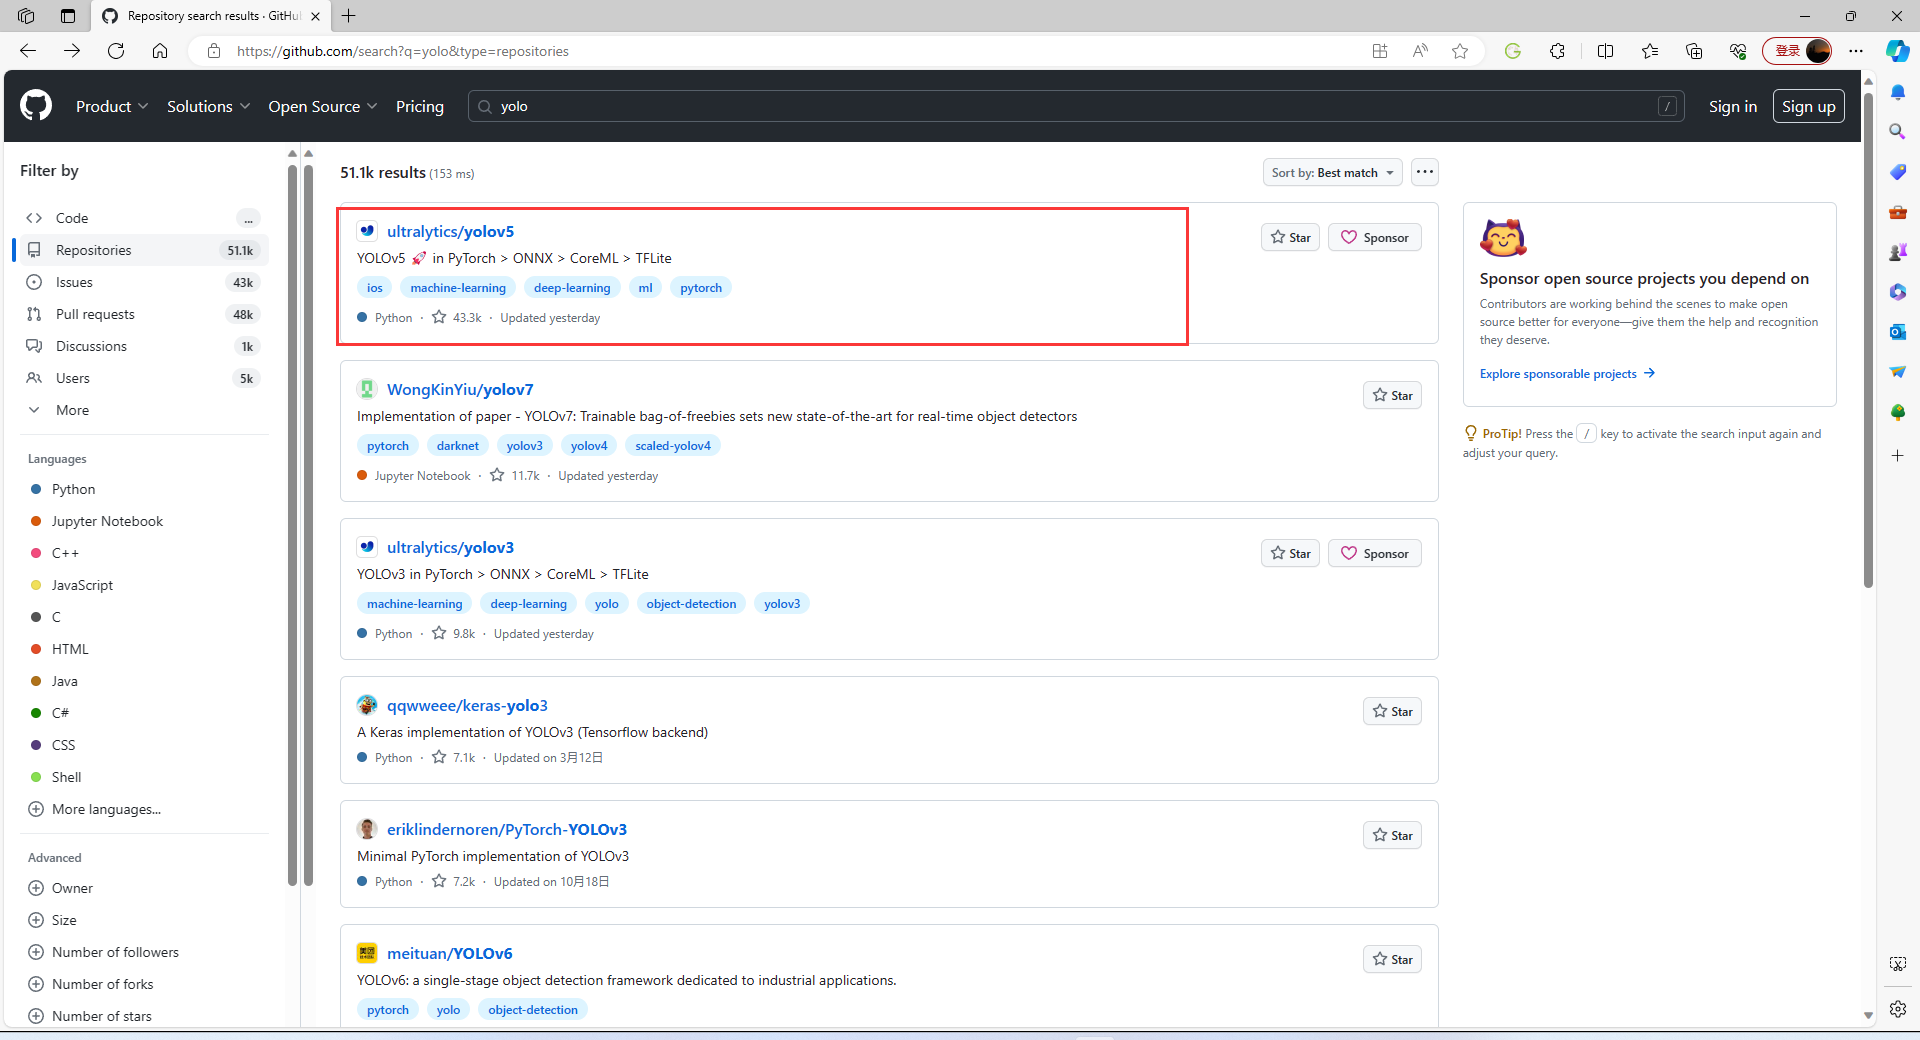 Repository search results · GitHub
https://github.com/search?q=yolo&type=repositories
登录
Product
Solutions
Open Source
Pricing
yolo
/
Sign in
Sign up
Filter by
Code
...
Repositories
51.1k
Issues
43k
Pull requests
48k
Discussions
1k
Users
5k
More
Languages
Python
Jupyter Notebook
C++
JavaScript
C
HTML
Java
C#
CSS
Shell
More languages...
Advanced
Owner
Size
Number of followers
Number of forks
Number of stars
51.1k results (153 ms)
Sort by: Best match
ultralytics/yolov5
Star
Sponsor
YOLOv5 🚀 in PyTorch > ONNX > CoreML > TFLite
ios machine-learning deep-learning ml pytorch
Python · 43.3k · Updated yesterday
WongKinYiu/yolov7
Star
Implementation of paper - YOLOv7: Trainable bag-of-freebies sets new state-of-the-art for real-time object detectors
pytorch darknet yolov3 yolov4 scaled-yolov4
Jupyter Notebook · 11.7k · Updated yesterday
ultralytics/yolov3
Star
Sponsor
YOLOv3 in PyTorch > ONNX > CoreML > TFLite
machine-learning deep-learning yolo object-detection yolov3
Python · 9.8k · Updated yesterday
qqwweee/keras-yolo3
Star
A Keras implementation of YOLOv3 (Tensorflow backend)
Python · 7.1k · Updated on 3月12日
eriklindernoren/PyTorch-YOLOv3
Star
Minimal PyTorch implementation of YOLOv3
Python · 7.2k · Updated on 10月18日
meituan/YOLOv6
Star
YOLOv6: a single-stage object detection framework dedicated to industrial applications.
pytorch yolo object-detection
Sponsor open source projects you depend on
Contributors are working behind the scenes to make open
source better for everyone—give them the help and recognition
they deserve.
Explore sponsorable projects →
ProTip! Press the / key to activate the search input again and
adjust your query.